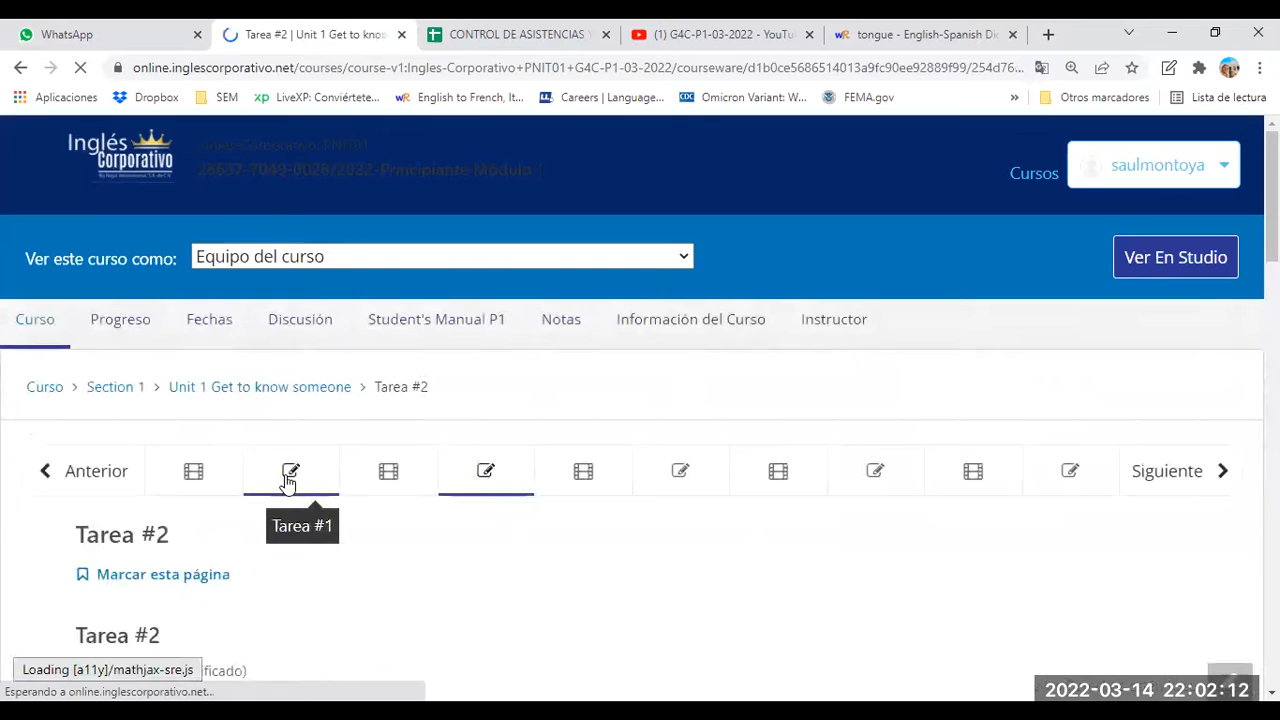 WhatsApp
Tarea #2 | Unit 1 Get to know
CONTROL DE ASISTENCIAS Y
(1) G4C-P1-03-2022 - YouTu
tongue - English-Spanish Di
online.inglescorporativo.net/courses/course-v1:Ingles-Corporativo+PNIT01+G4C-P1-03-2022/courseware/d1b0ce5686514013a9fc90ee92889f99/254d76...
Aplicaciones
Dropbox
SEM
LiveXP: Conviértete...
English to French, It...
Careers | Language...
Omicron Variant: W...
FEMA.gov
»
Otros marcadores
Lista de lectura
Inglés
Corporativo
Cursos
saulmontoya
Ver este curso como:
Equipo del curso
Ver En Studio
Curso
Progreso
Fechas
Discusión
Student's Manual P1
Notas
Información del Curso
Instructor
Curso > Section 1 > Unit 1 Get to know someone > Tarea #2
Anterior
Siguiente
Tarea #1
Tarea #2
Marcar esta página
Tarea #2
Loading [a11y]/mathjax-sre.js
ficado)
Esperando a online.inglescorporativo.net...
2022-03-14 22:02:12